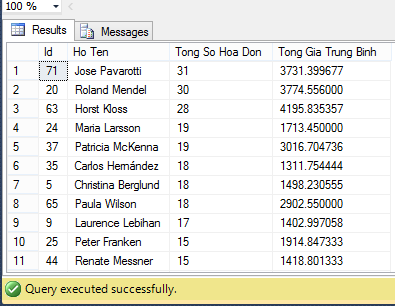 100 %
Results Messages
Id Ho Ten Tong So Hoa Don Tong Gia Trung Binh
1 71 Jose Pavarotti 31 3731.399677
2 20 Roland Mendel 30 3774.556000
3 63 Horst Kloss 28 4195.835357
4 24 Maria Larsson 19 1713.450000
5 37 Patricia McKenna 19 3016.704736
6 35 Carlos Hernández 18 1311.754444
7 5 Christina Berglund 18 1498.230555
8 65 Paula Wilson 18 2902.550000
9 9 Laurence Lebihan 17 1402.997058
10 25 Peter Franken 15 1914.847333
11 44 Renate Messner 15 1418.801333
Query executed successfully.